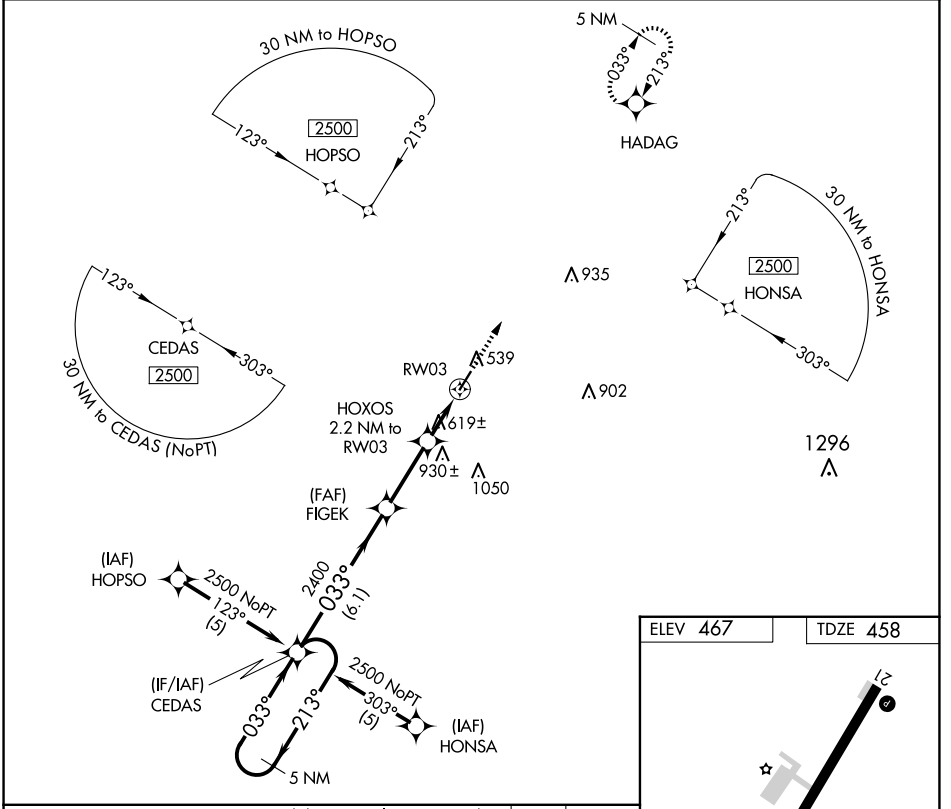 30 NM to HOPSO
123°
2500
HOPSO
213°
5 NM
033°
213°
HADAG
213°
30 NM to HONSA
2500
HONSA
303°
123°
CEDAS
2500
303°
30 NM to CEDAS (NoPT)
935
RW03
539
902
HOXOS
2.2 NM to
RW03
619±
930±
1050
1296
(FAF)
FIGEK
(IAF)
HOPSO
2500 NoPT
123°
(5)
2400
033°
(6.1)
(IF/IAF)
CEDAS
033°
213°
5 NM
2500 NoPT
303°
(5)
(IAF)
HONSA
ELEV 467
TDZE 458
21
P